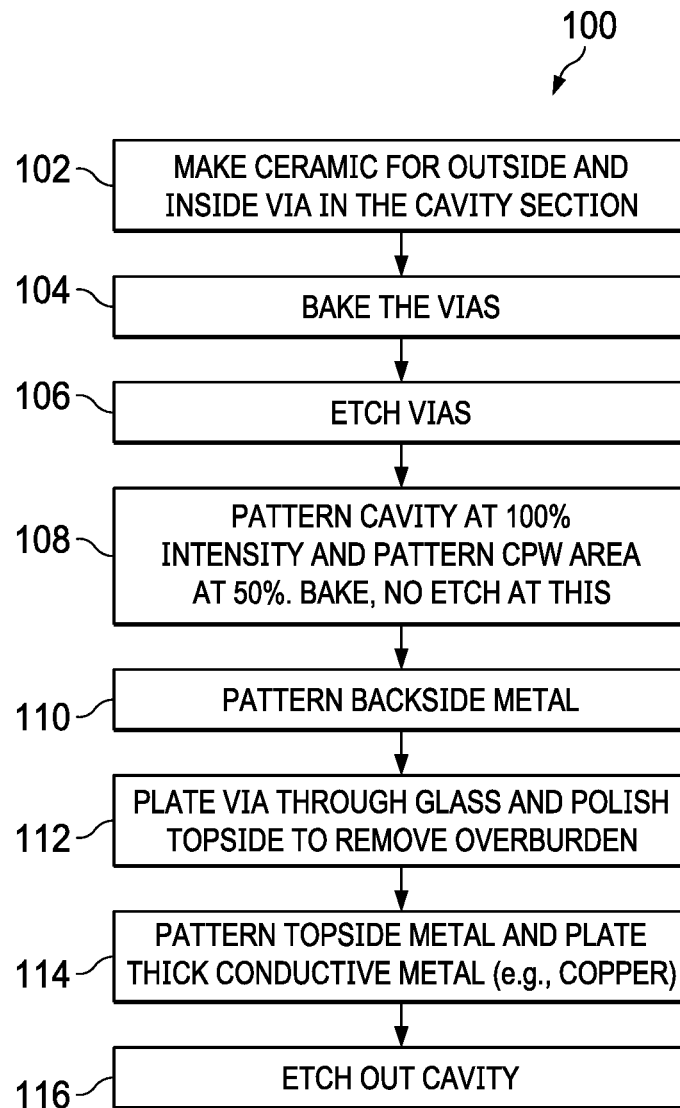 100
102
MAKE CERAMIC FOR OUTSIDE AND
INSIDE VIA IN THE CAVITY SECTION
104
BAKE THE VIAS
106
ETCH VIAS
108
PATTERN CAVITY AT 100%
INTENSITY AND PATTERN CPW AREA
AT 50%. BAKE, NO ETCH AT THIS
110
PATTERN BACKSIDE METAL
112
PLATE VIA THROUGH GLASS AND POLISH
TOPSIDE TO REMOVE OVERBURDEN
114
PATTERN TOPSIDE METAL AND PLATE
THICK CONDUCTIVE METAL (e.g., COPPER)
116
ETCH OUT CAVITY